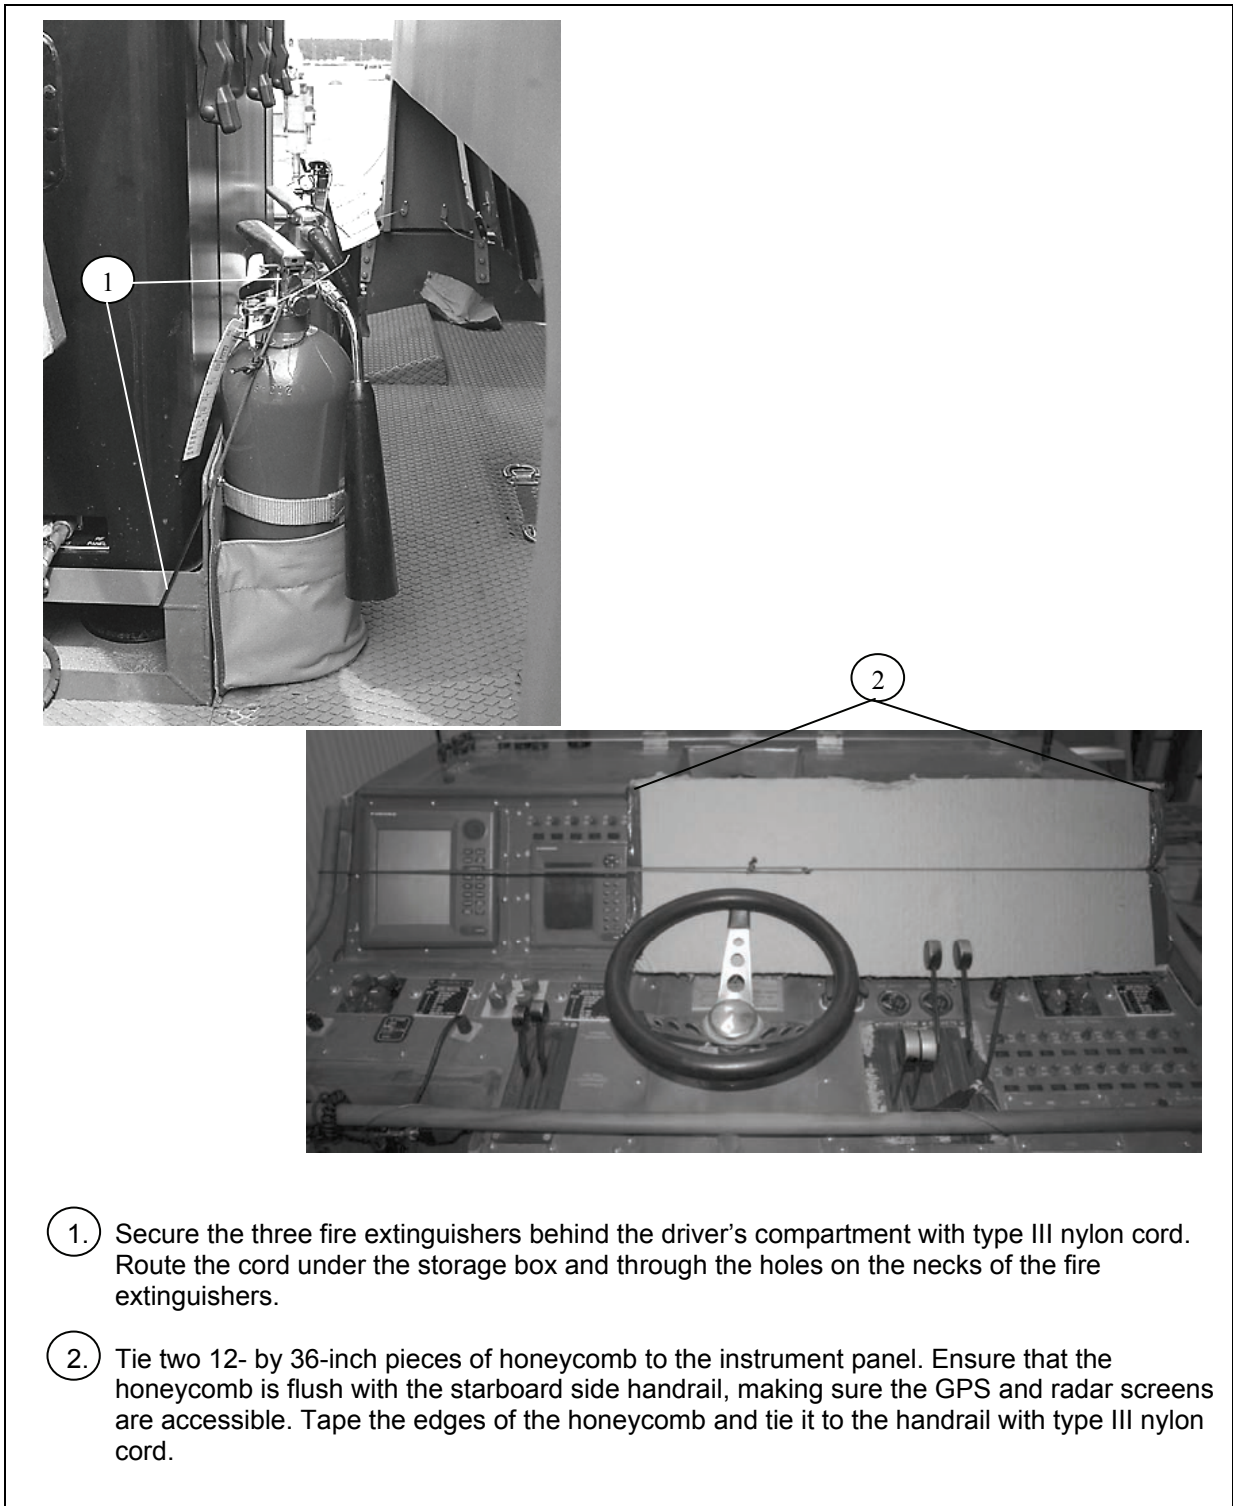 1
2
1. Secure the three fire extinguishers behind the driver’s compartment with type III nylon cord.
Route the cord under the storage box and through the holes on the necks of the fire
extinguishers.
2. Tie two 12- by 36-inch pieces of honeycomb to the instrument panel. Ensure that the
honeycomb is flush with the starboard side handrail, making sure the GPS and radar screens
are accessible. Tape the edges of the honeycomb and tie it to the handrail with type III nylon
cord.